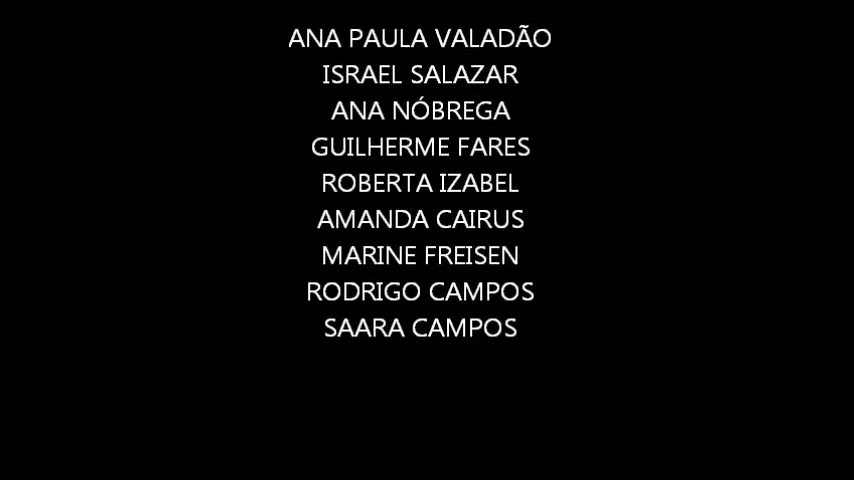 ANA PAULA VALADÃO
ISRAEL SALAZAR
ANA NÓBREGA
GUILHERME FARES
ROBERTA IZABEL
AMANDA CAIRUS
MARINE FREISEN
RODRIGO CAMPOS
SAARA CAMPOS